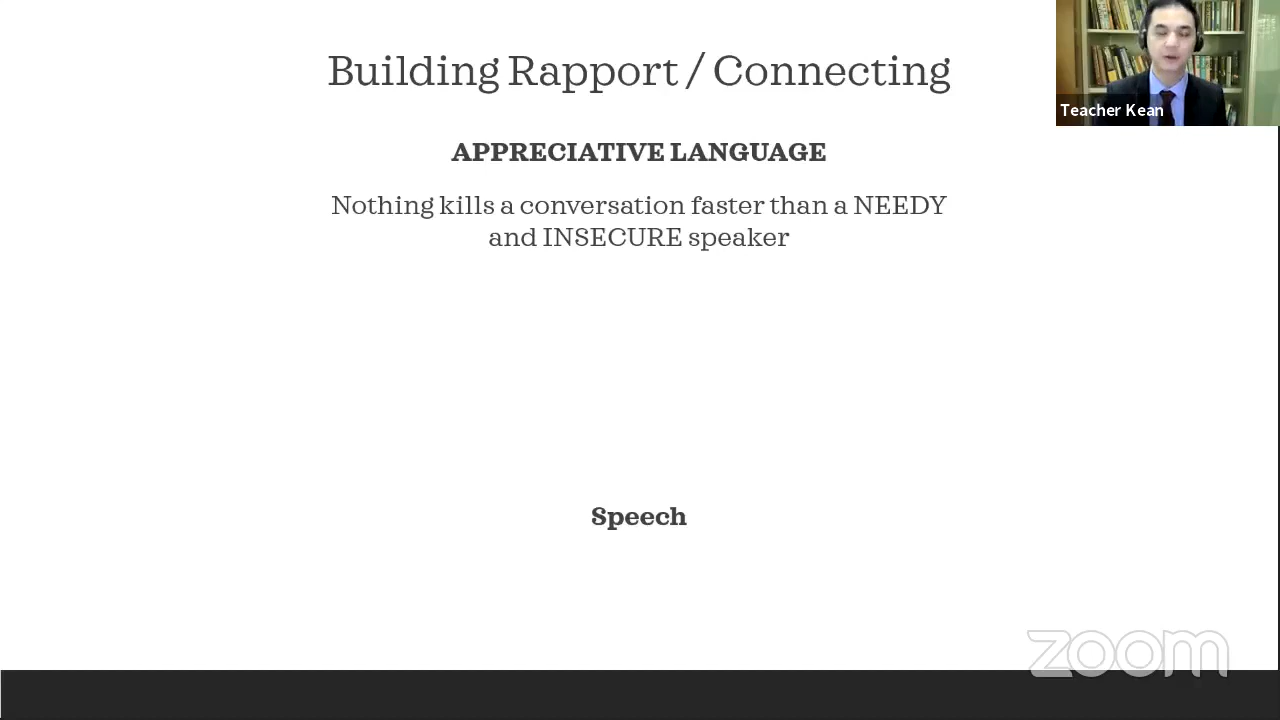 Building Rapport / Connecting
Teacher Kean
APPRECIATIVE LANGUAGE
Nothing kills a conversation faster than a NEEDY
and INSECURE speaker
Speech
zoom